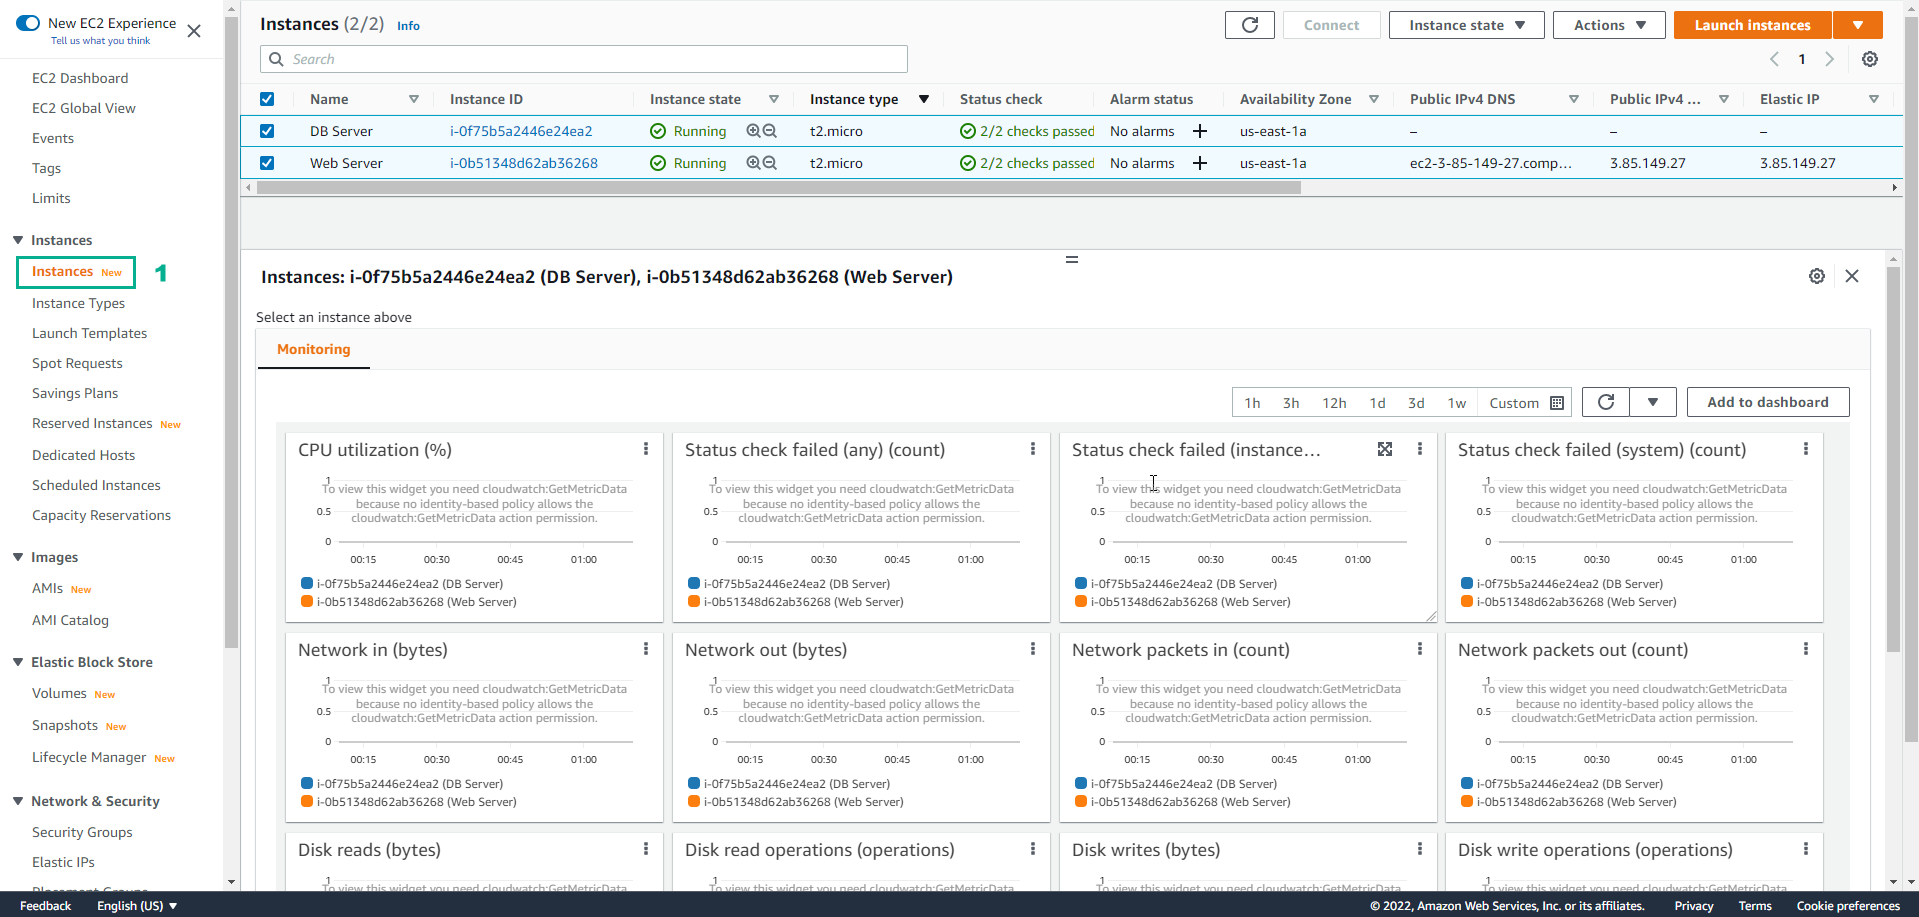 New EC2 Experience
Tell us what you think
EC2 Dashboard
EC2 Global View
Events
Tags
Limits
Instances
Instances New
1
Instance Types
Launch Templates
Spot Requests
Savings Plans
Reserved Instances New
Dedicated Hosts
Scheduled Instances
Capacity Reservations
Images
AMIs New
AMI Catalog
Elastic Block Store
Volumes New
Snapshots New
Lifecycle Manager New
Network & Security
Security Groups
Elastic IPs
Instances (2/2) Info
Connect
Instance state
Actions
Launch instances
Search
1
Name Instance ID Instance state Instance type Status check Alarm status Availability Zone Public IPv4 DNS Public IPv4 ... Elastic IP
DB Server i-0f75b5a2446e24ea2 Running t2.micro 2/2 checks passed No alarms + us-east-1a – – –
Web Server i-0b51348d62ab36268 Running t2.micro 2/2 checks passed No alarms + us-east-1a ec2-3-85-149-27.comp... 3.85.149.27 3.85.149.27
Instances: i-0f75b5a2446e24ea2 (DB Server), i-0b51348d62ab36268 (Web Server)
Select an instance above
Monitoring
1h 3h 12h 1d 3d 1w Custom
Add to dashboard
CPU utilization (%)
1
To view this widget you need cloudwatch:GetMetricData
because no identity-based policy allows the
0.5
cloudwatch:GetMetricData action permission.
0
00:15 00:30 00:45 01:00
i-0f75b5a2446e24ea2 (DB Server)
i-0b51348d62ab36268 (Web Server)
Status check failed (any) (count)
1
To view this widget you need cloudwatch:GetMetricData
because no identity-based policy allows the
0.5
cloudwatch:GetMetricData action permission.
0
00:15 00:30 00:45 01:00
i-0f75b5a2446e24ea2 (DB Server)
i-0b51348d62ab36268 (Web Server)
Status check failed (instance...
1
To view this widget you need cloudwatch:GetMetricData
because no identity-based policy allows the
0.5
cloudwatch:GetMetricData action permission.
0
00:15 00:30 00:45 01:00
i-0f75b5a2446e24ea2 (DB Server)
i-0b51348d62ab36268 (Web Server)
Status check failed (system) (count)
1
To view this widget you need cloudwatch:GetMetricData
because no identity-based policy allows the
0.5
cloudwatch:GetMetricData action permission.
0
00:15 00:30 00:45 01:00
i-0f75b5a2446e24ea2 (DB Server)
i-0b51348d62ab36268 (Web Server)
Network in (bytes)
1
To view this widget you need cloudwatch:GetMetricData
because no identity-based policy allows the
0.5
cloudwatch:GetMetricData action permission.
0
00:15 00:30 00:45 01:00
i-0f75b5a2446e24ea2 (DB Server)
i-0b51348d62ab36268 (Web Server)
Network out (bytes)
1
To view this widget you need cloudwatch:GetMetricData
because no identity-based policy allows the
0.5
cloudwatch:GetMetricData action permission.
0
00:15 00:30 00:45 01:00
i-0f75b5a2446e24ea2 (DB Server)
i-0b51348d62ab36268 (Web Server)
Network packets in (count)
1
To view this widget you need cloudwatch:GetMetricData
because no identity-based policy allows the
0.5
cloudwatch:GetMetricData action permission.
0
00:15 00:30 00:45 01:00
i-0f75b5a2446e24ea2 (DB Server)
i-0b51348d62ab36268 (Web Server)
Network packets out (count)
1
To view this widget you need cloudwatch:GetMetricData
because no identity-based policy allows the
0.5
cloudwatch:GetMetricData action permission.
0
00:15 00:30 00:45 01:00
i-0f75b5a2446e24ea2 (DB Server)
i-0b51348d62ab36268 (Web Server)
Disk reads (bytes)
1
To view this widget you need cloudwatch:GetMetricData
Disk read operations (operations)
1
To view this widget you need cloudwatch:GetMetricData
Disk writes (bytes)
1
To view this widget you need cloudwatch:GetMetricData
Disk write operations (operations)
1
To view this widget you need cloudwatch:GetMetricData
Feedback English (US)
© 2022, Amazon Web Services, Inc. or its affiliates. Privacy Terms Cookie preferences